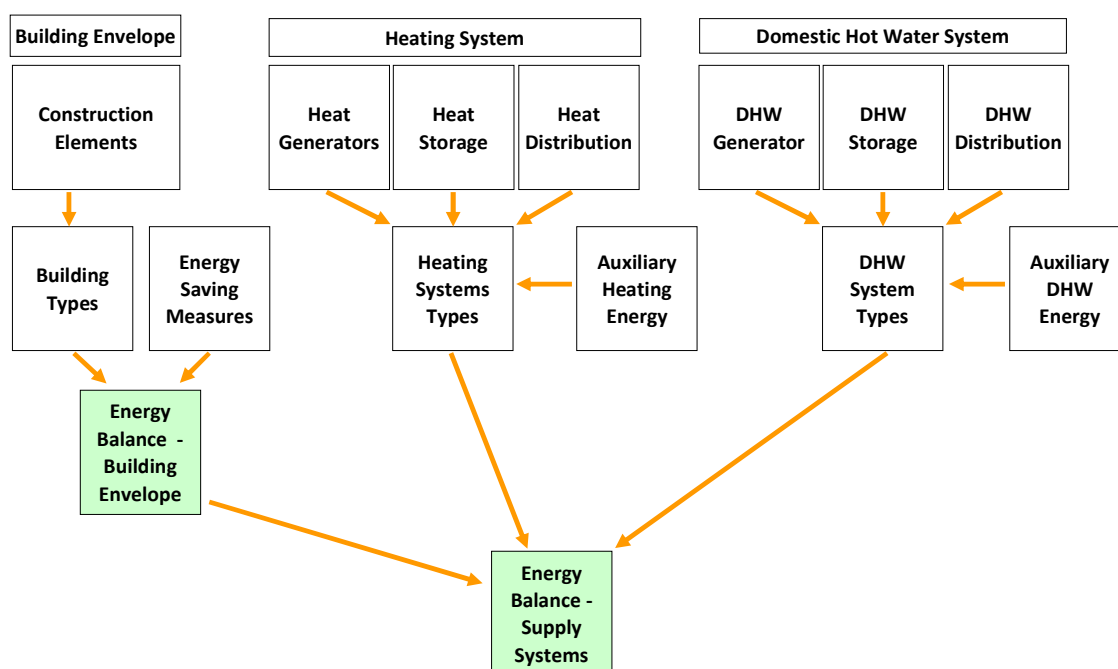 Building Envelope
Heating System
Domestic Hot Water System
Construction
Elements
Heat
Generators
Heat
Storage
Heat
Distribution
DHW
Generator
DHW
Storage
DHW
Distribution
Building
Types
Energy
Saving
Measures
Heating
Systems
Types
Auxiliary
Heating
Energy
DHW
System
Types
Auxiliary
DHW
Energy
Energy
Balance -
Building
Envelope
Energy
Balance -
Supply
Systems